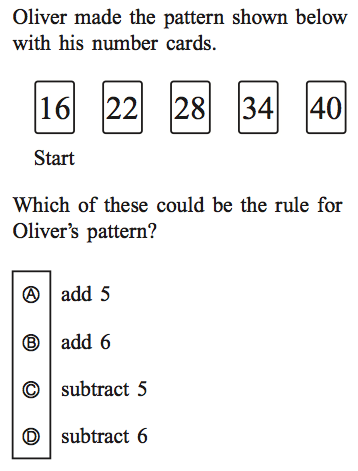 Oliver made the pattern shown below
with his number cards.
16 22 28 34 40
Start
Which of these could be the rule for
Oliver's pattern?
Ⓐ add 5
Ⓑ add 6
Ⓒ subtract 5
Ⓓ subtract 6